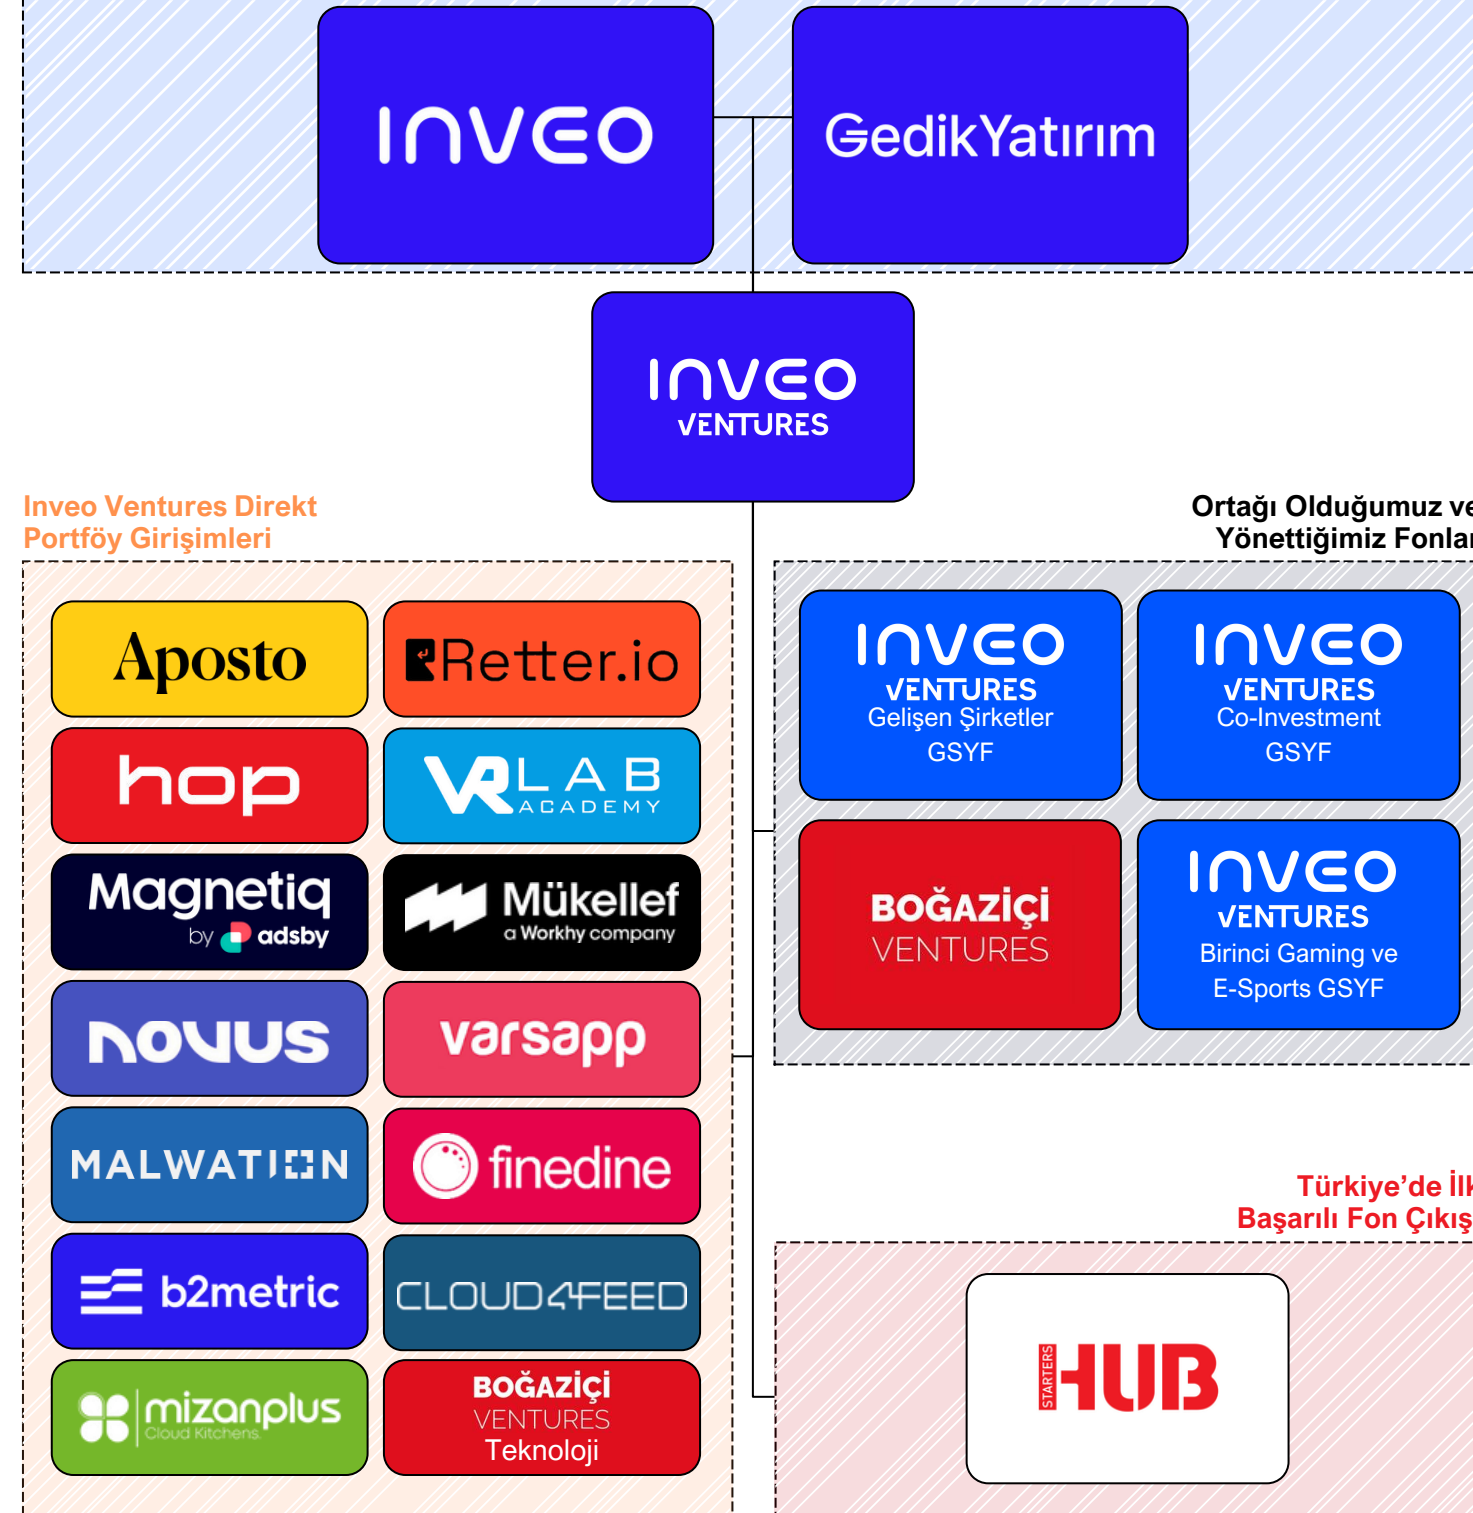 INVEO
GedikYatırım
INVEO
VENTURES
Inveo Ventures Direkt
Portföy Girişimleri
Aposto
Retter.io
hop
VRLAB
ACADEMY
Magnetiq
by adsby
Mükellef
a Workhy company
novus
varsapp
MALWATION
finedine
b2metric
CLOUD4FEED
mizanplus
Cloud Kitchens
BOĞAZİÇİ
VENTURES
Teknoloji
Ortağı Olduğumuz ve
Yönettiğimiz Fonlar
INVEO
VENTURES
Gelişen Şirketler
GSYF
INVEO
VENTURES
Co-Investment
GSYF
BOĞAZİÇİ
VENTURES
INVEO
VENTURES
Birinci Gaming ve
E-Sports GSYF
Türkiye’de İlk
Başarılı Fon Çıkış
STARTERS
HUB